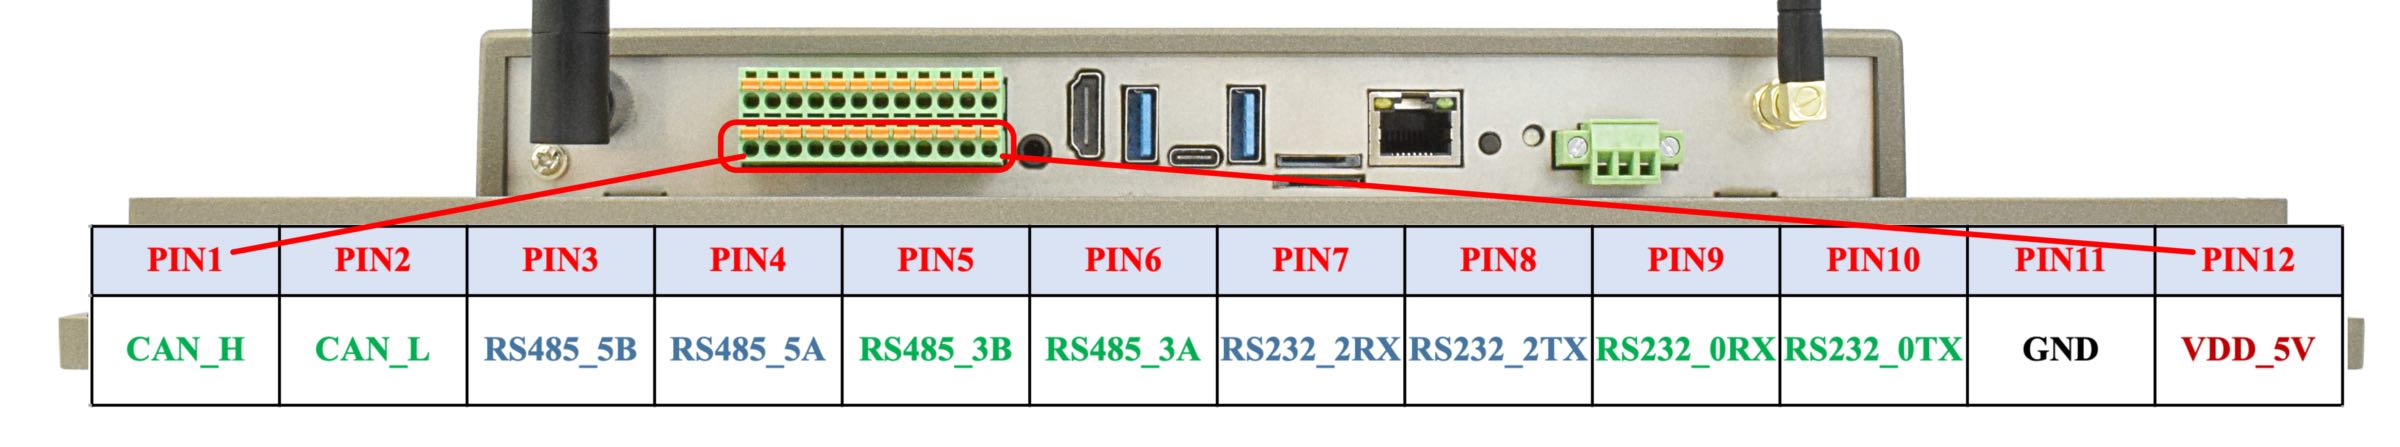 PIN1 PIN2 PIN3 PIN4 PIN5 PIN6 PIN7 PIN8 PIN9 PIN10 PIN11 PIN12
CAN_H CAN_L RS485_5B RS485_5A RS485_3B RS485_3A RS232_2RX RS232_2TX RS232_0RX RS232_0TX GND VDD_5V